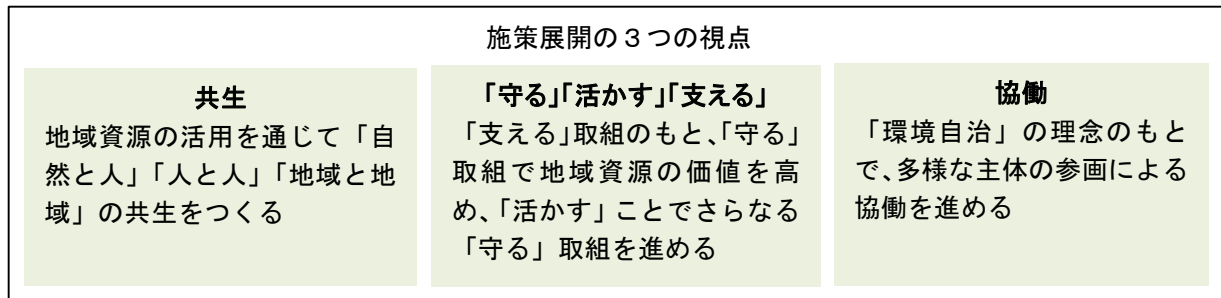 施策展開の３つの視点
共生
地域資源の活用を通じて「自
然と人」「人と人」「地域と地
域」の共生をつくる
「守る」「活かす」「支える」
「支える」取組のもと、「守る」
取組で地域資源の価値を高
め、「活かす」ことでさらなる
「守る」取組を進める
協働
「環境自治」の理念のもと
で、多様な主体の参画による
協働を進める